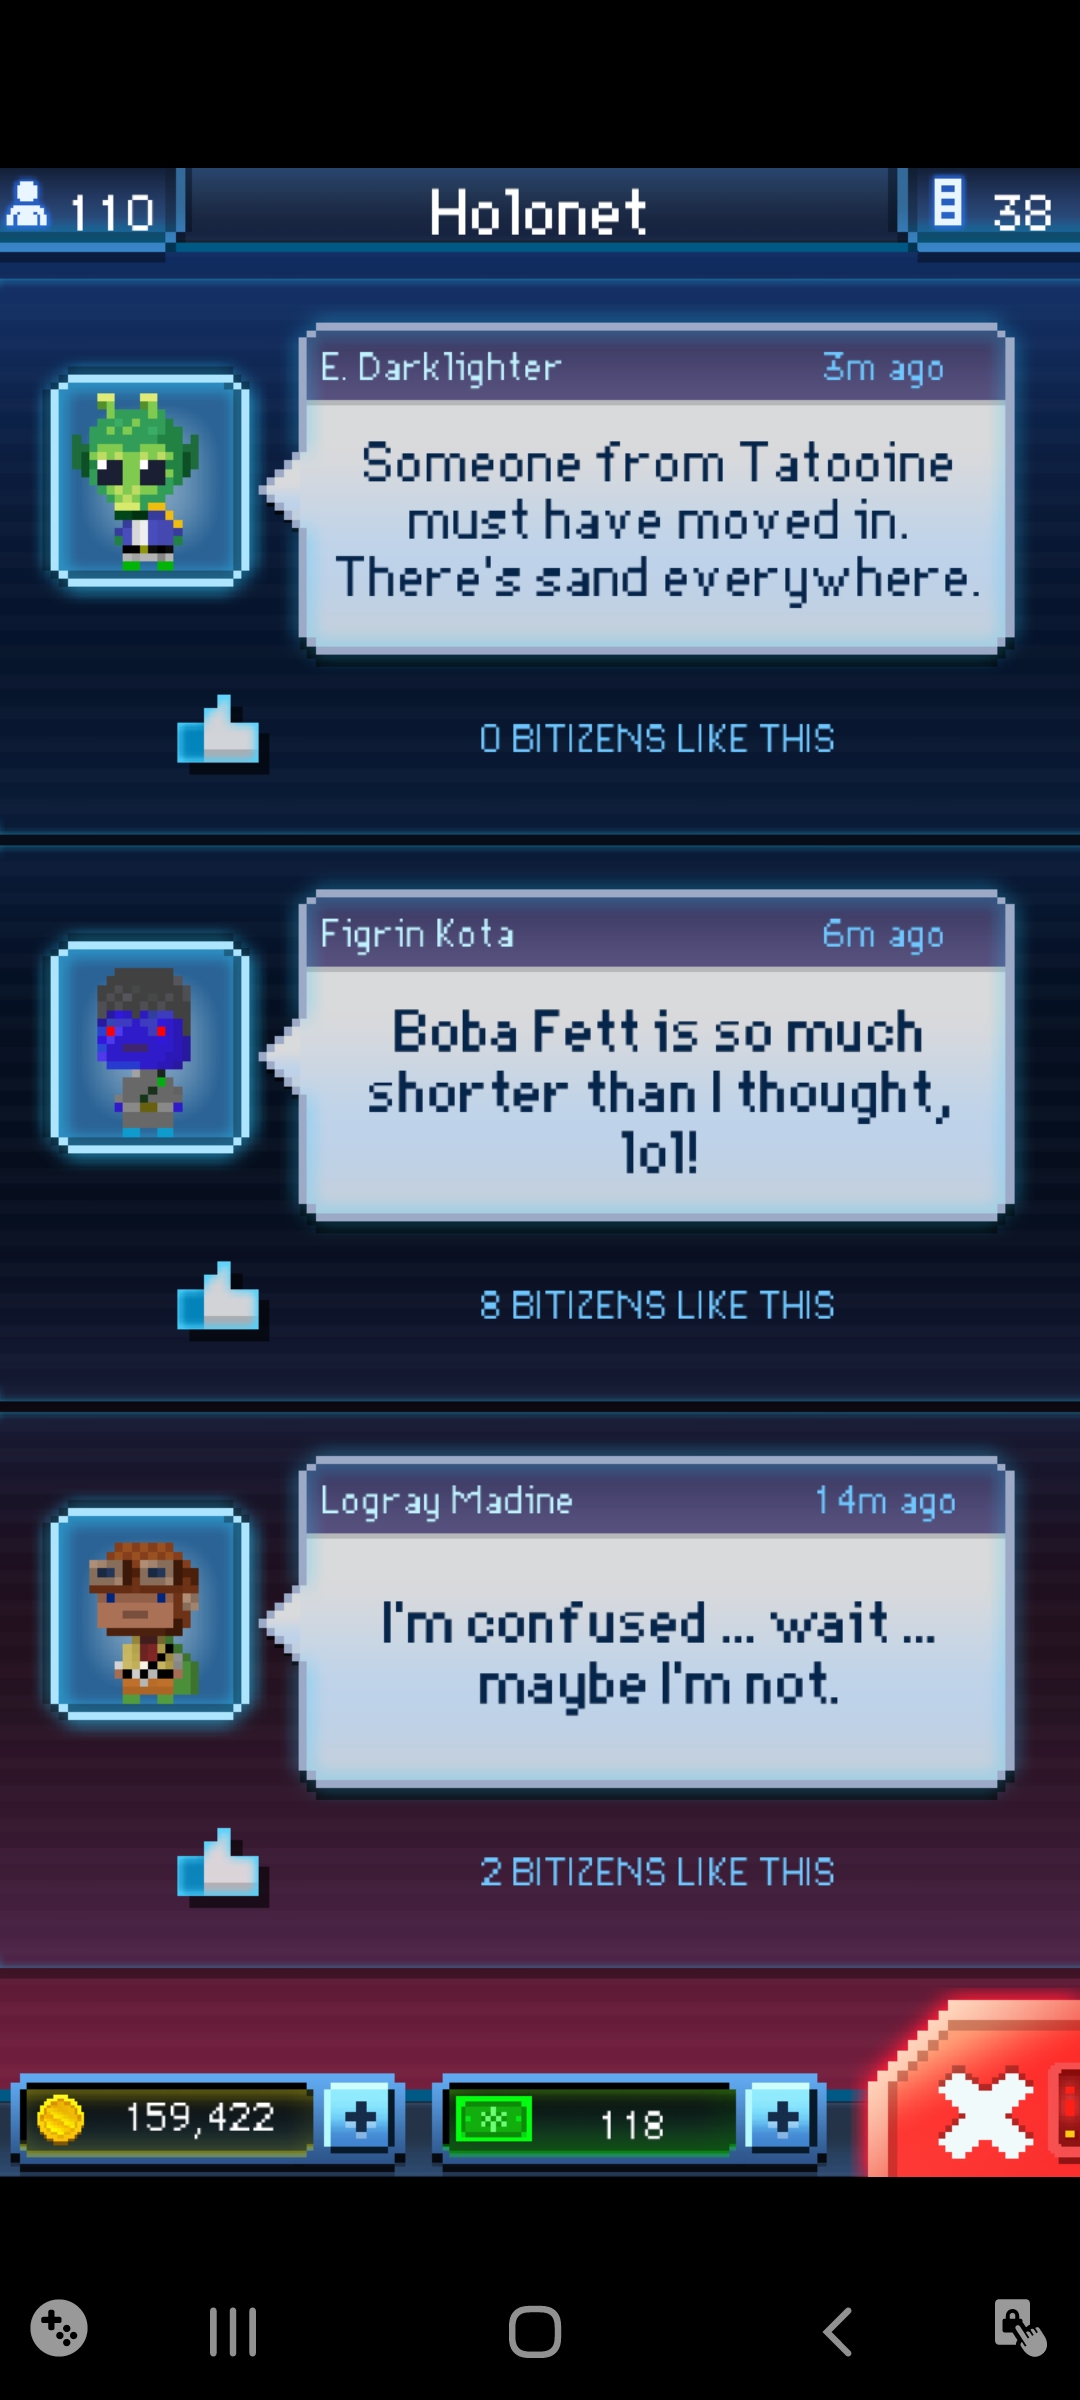 110
Holonet
38
E. Darklighter
3m ago
Someone from Tatooine
must have moved in.
There's sand everywhere.
0 BITIZENS LIKE THIS
Figrin Kota
6m ago
Boba Fett is so much
shorter than I thought,
lol!
8 BITIZENS LIKE THIS
Logray Madine
14m ago
I'm confused ... wait ...
maybe I'm not.
2 BITIZENS LIKE THIS
159,422
118